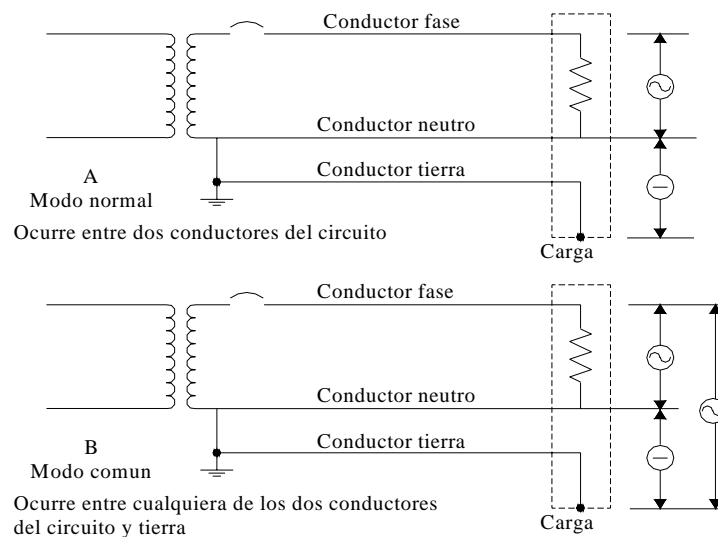 Conductor fase
Conductor neutro
A
Modo normal
Conductor tierra
Ocurre entre dos conductores del circuito
Carga
Conductor fase
Conductor neutro
B
Modo comun
Conductor tierra
Ocurre entre cualquiera de los dos conductores
del circuito y tierra
Carga